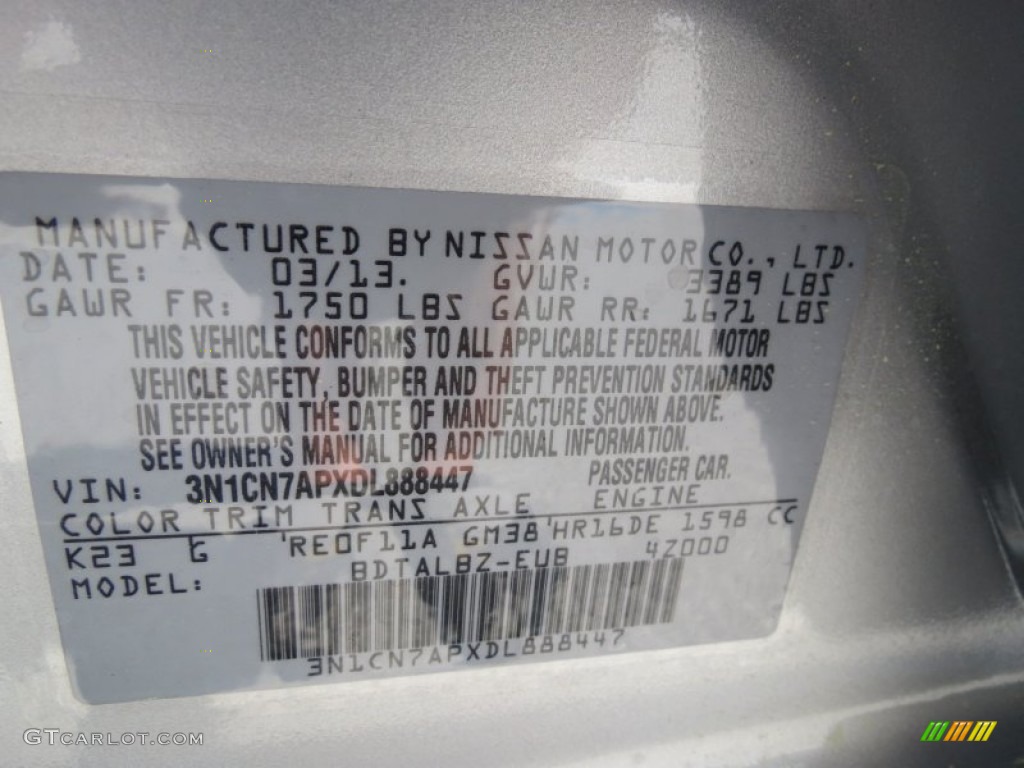 MANUFACTURED BY NISSAN MOTOR CO., LTD.
DATE: 03/13. GVWR: 3389 LBS
GAWR FR: 1750 LBS GAWR RR: 1671 LBS
THIS VEHICLE CONFORMS TO ALL APPLICABLE FEDERAL MOTOR
VEHICLE SAFETY, BUMPER AND THEFT PREVENTION STANDARDS
IN EFFECT ON THE DATE OF MANUFACTURE SHOWN ABOVE.
SEE OWNER'S MANUAL FOR ADDITIONAL INFORMATION.
VIN: 3N1CN7APXDL888447 PASSENGER CAR.
COLOR TRIM TRANS AXLE ENGINE
K23 G 'RE0F11A GM38 'HR16DE 1598 CC
MODEL: BDTALBZ-EUB 42000
3N1CN7APXDL888447
GTCARLOT.COM